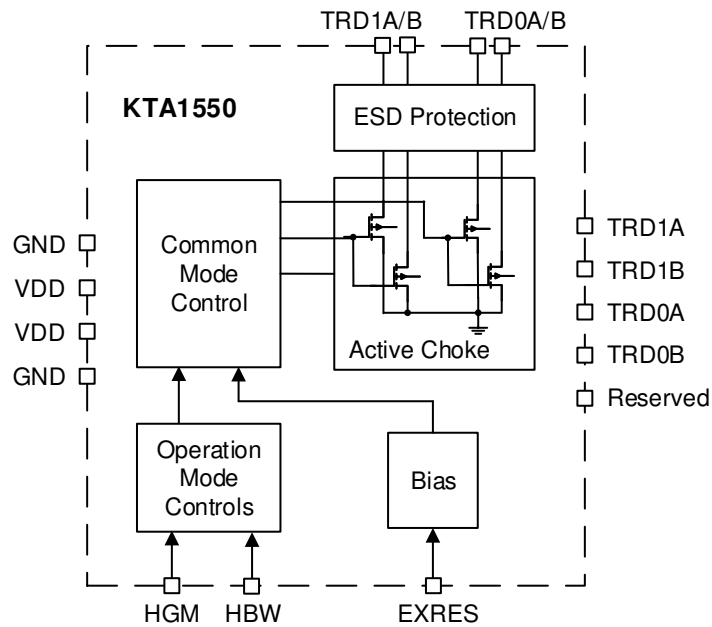 TRD1A/B TRD0A/B
KTA1550
ESD Protection
Common
Mode
Control
Active Choke
GND
VDD
VDD
GND
TRD1A
TRD1B
TRD0A
TRD0B
Reserved
Operation
Mode
Controls
Bias
HGM HBW EXRES